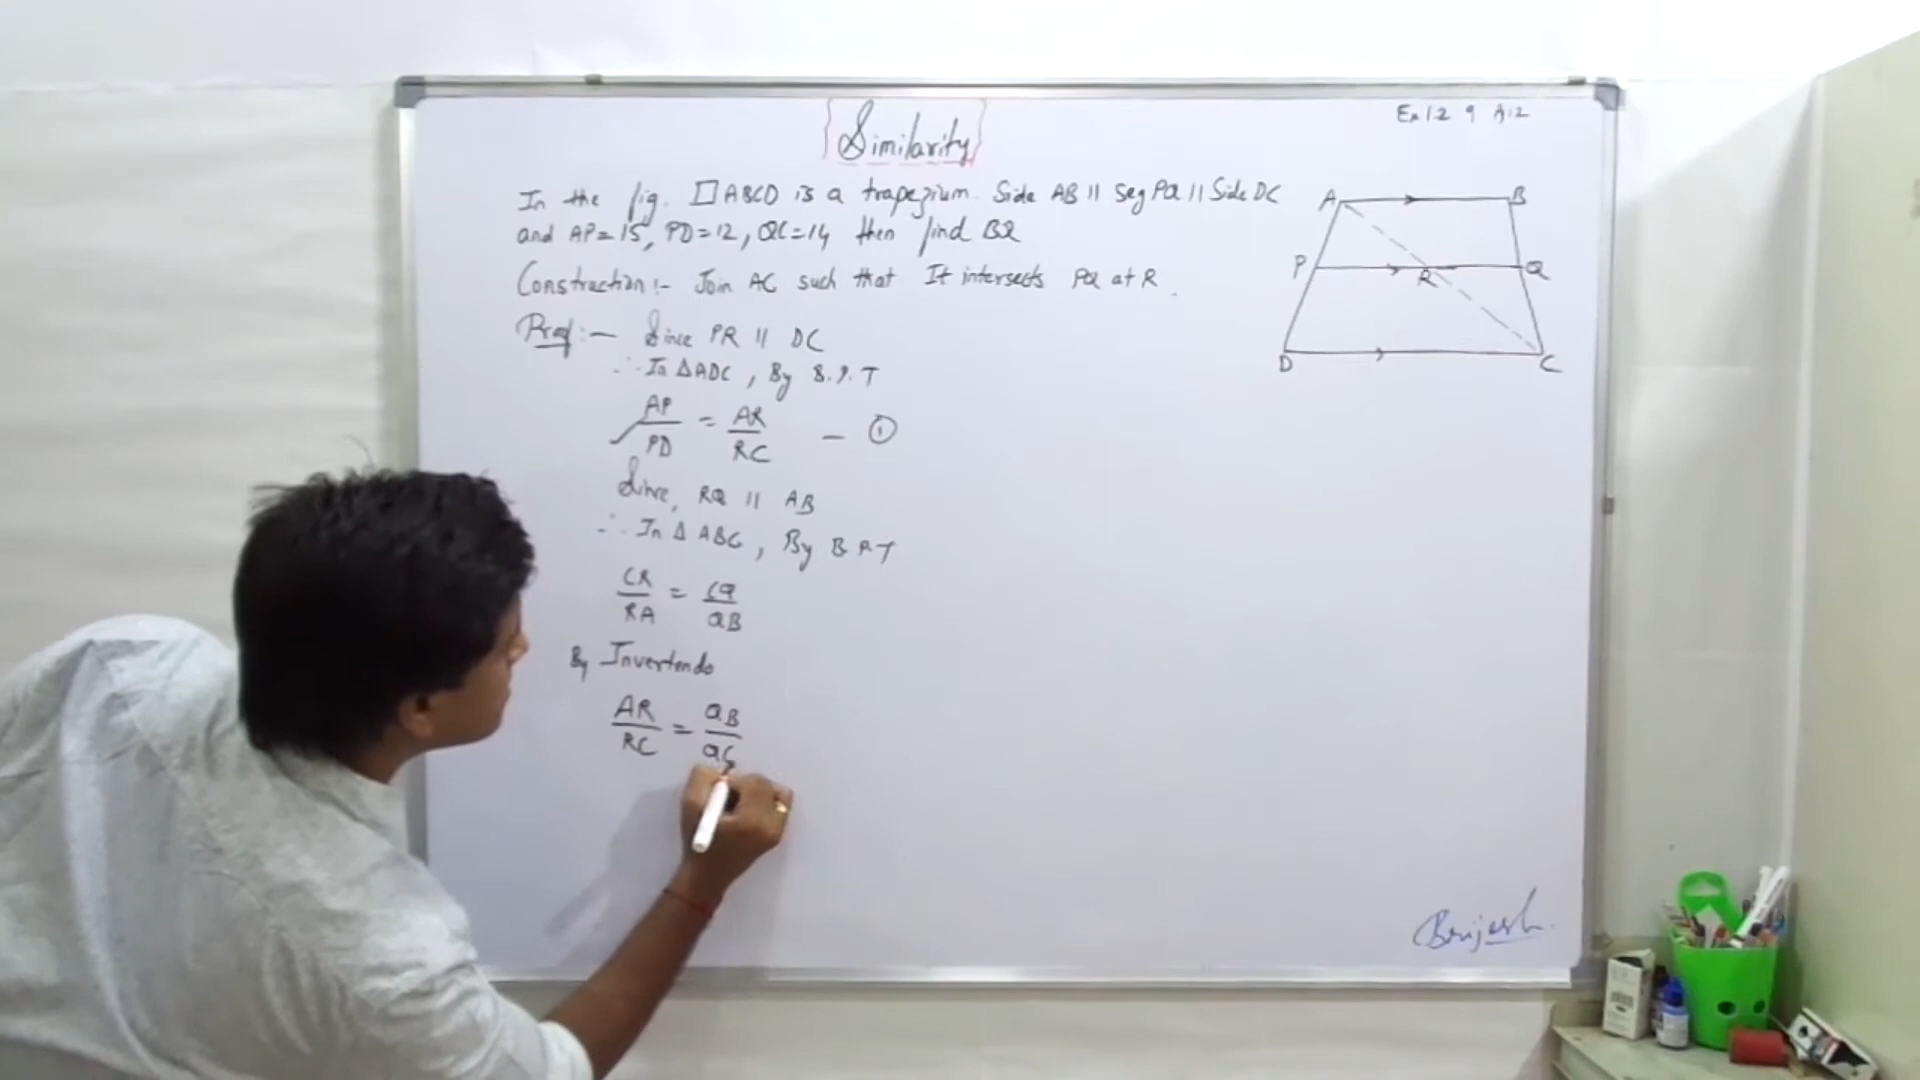 Similarity
Ex 1.2 9
In the fig. □ABCD is a trapezium. Side AB || Seg PQ || Side DC
and AP=15, PD=12, QC=14 then find BQ
Construction:- Join AC such that It intersects PQ at R.
Proof:- Since PR || DC
∴ In ΔADC, By B.P.T
AP/PD = AR/RC — ①
Since, RQ || AB
∴ In Δ ABC, By B P T
CR/RA = CQ/QB
By Invertendo
AR/RC = QB/QC
A B
P R Q
D C
Brijesh